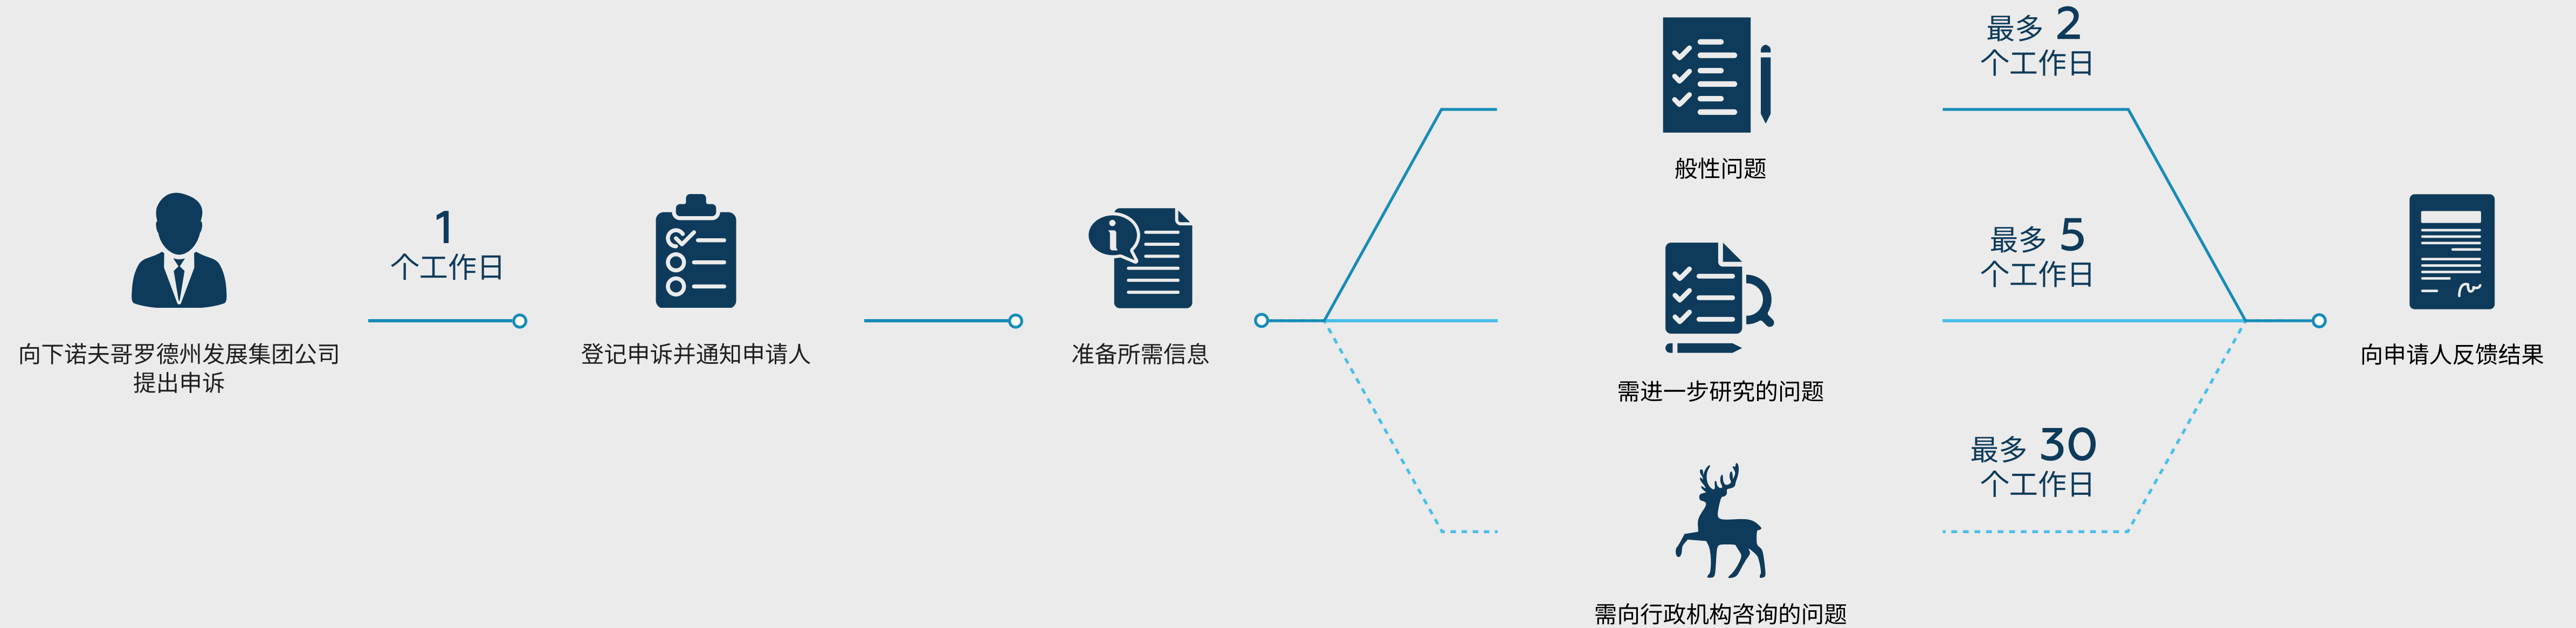 向下诺夫哥罗德州发展集团公司
提出申诉
1
个工作日
登记申诉并通知申请人
准备所需信息
般性问题
需进一步研究的问题
需向行政机构咨询的问题
最多 2
个工作日
最多 5
个工作日
最多 30
个工作日
向申请人反馈结果